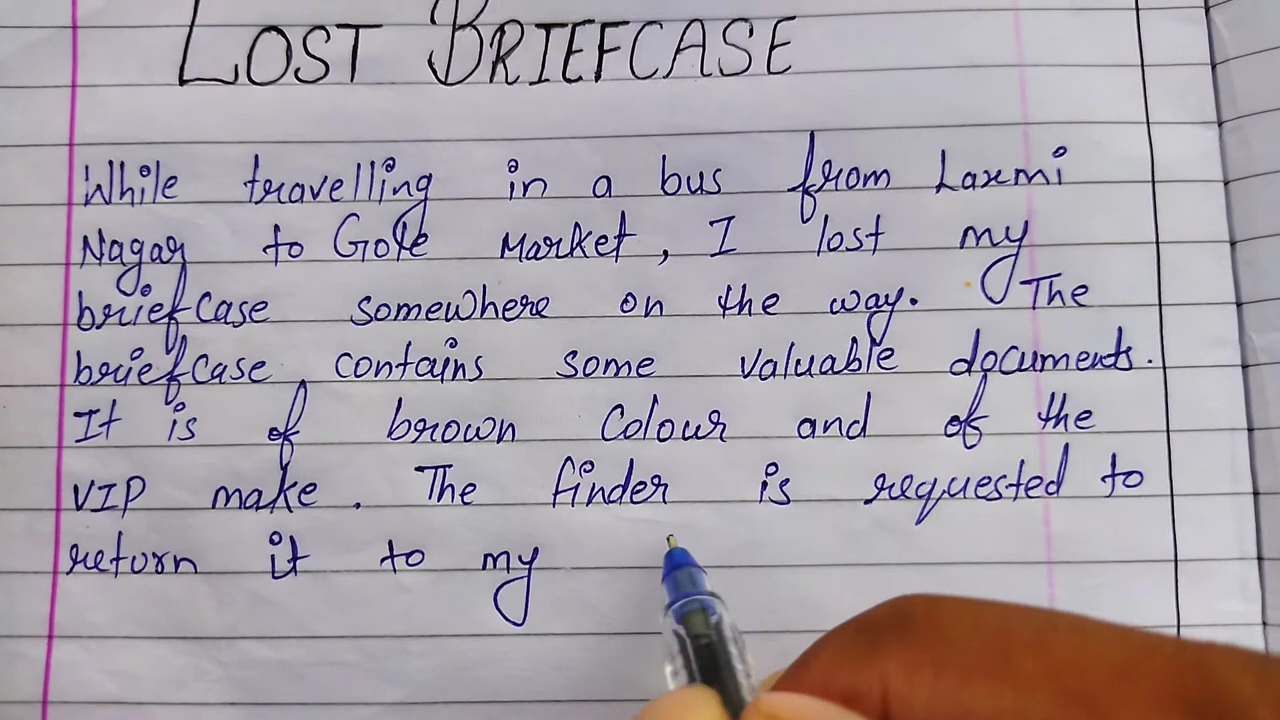 LOST BRIEFCASE
While travelling in a bus from Laxmi
Nagar to Gole Market, I lost my
briefcase somewhere on the way. The
briefcase contains some valuable documents.
It is of brown Colour and of the
VIP make. The finder is requested to
return it to my